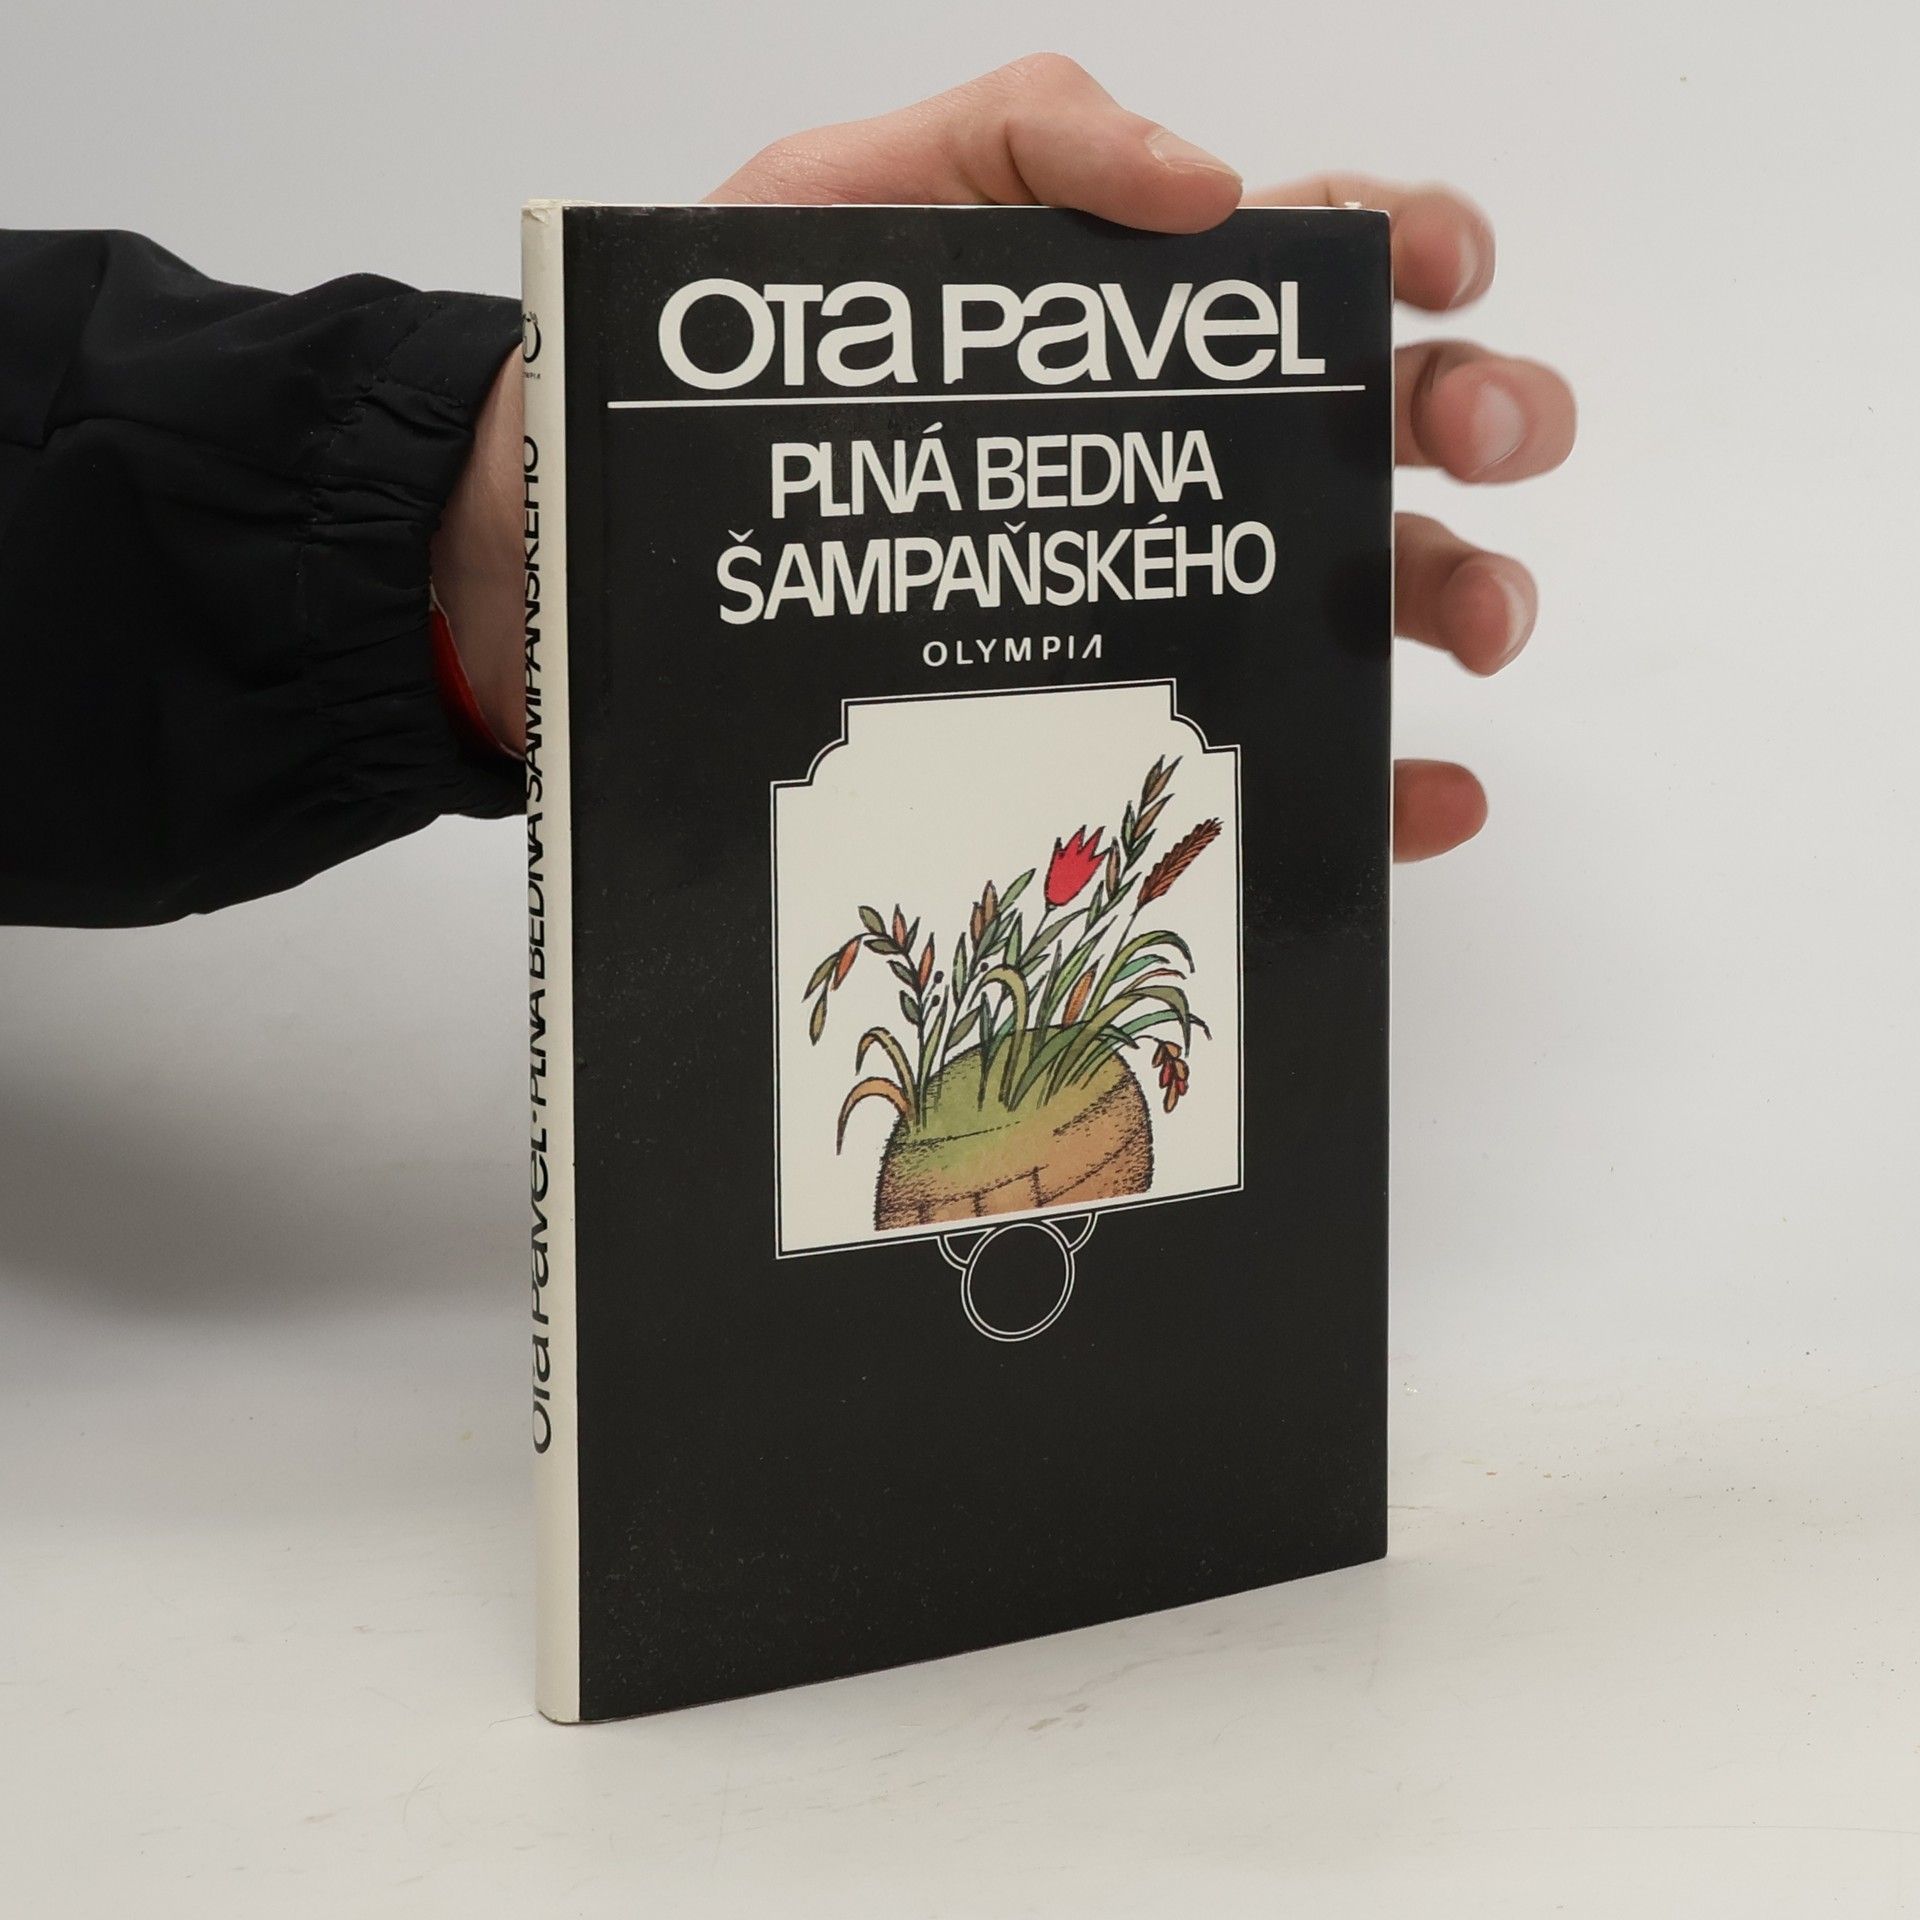 OTA PAVEL
PLNÁ BEDNA
ŠAMPAŇSKÉHO
OLYMPIA
OTA PAVEL • PLNÁ BEDNA ŠAMPAŇSKÉHO